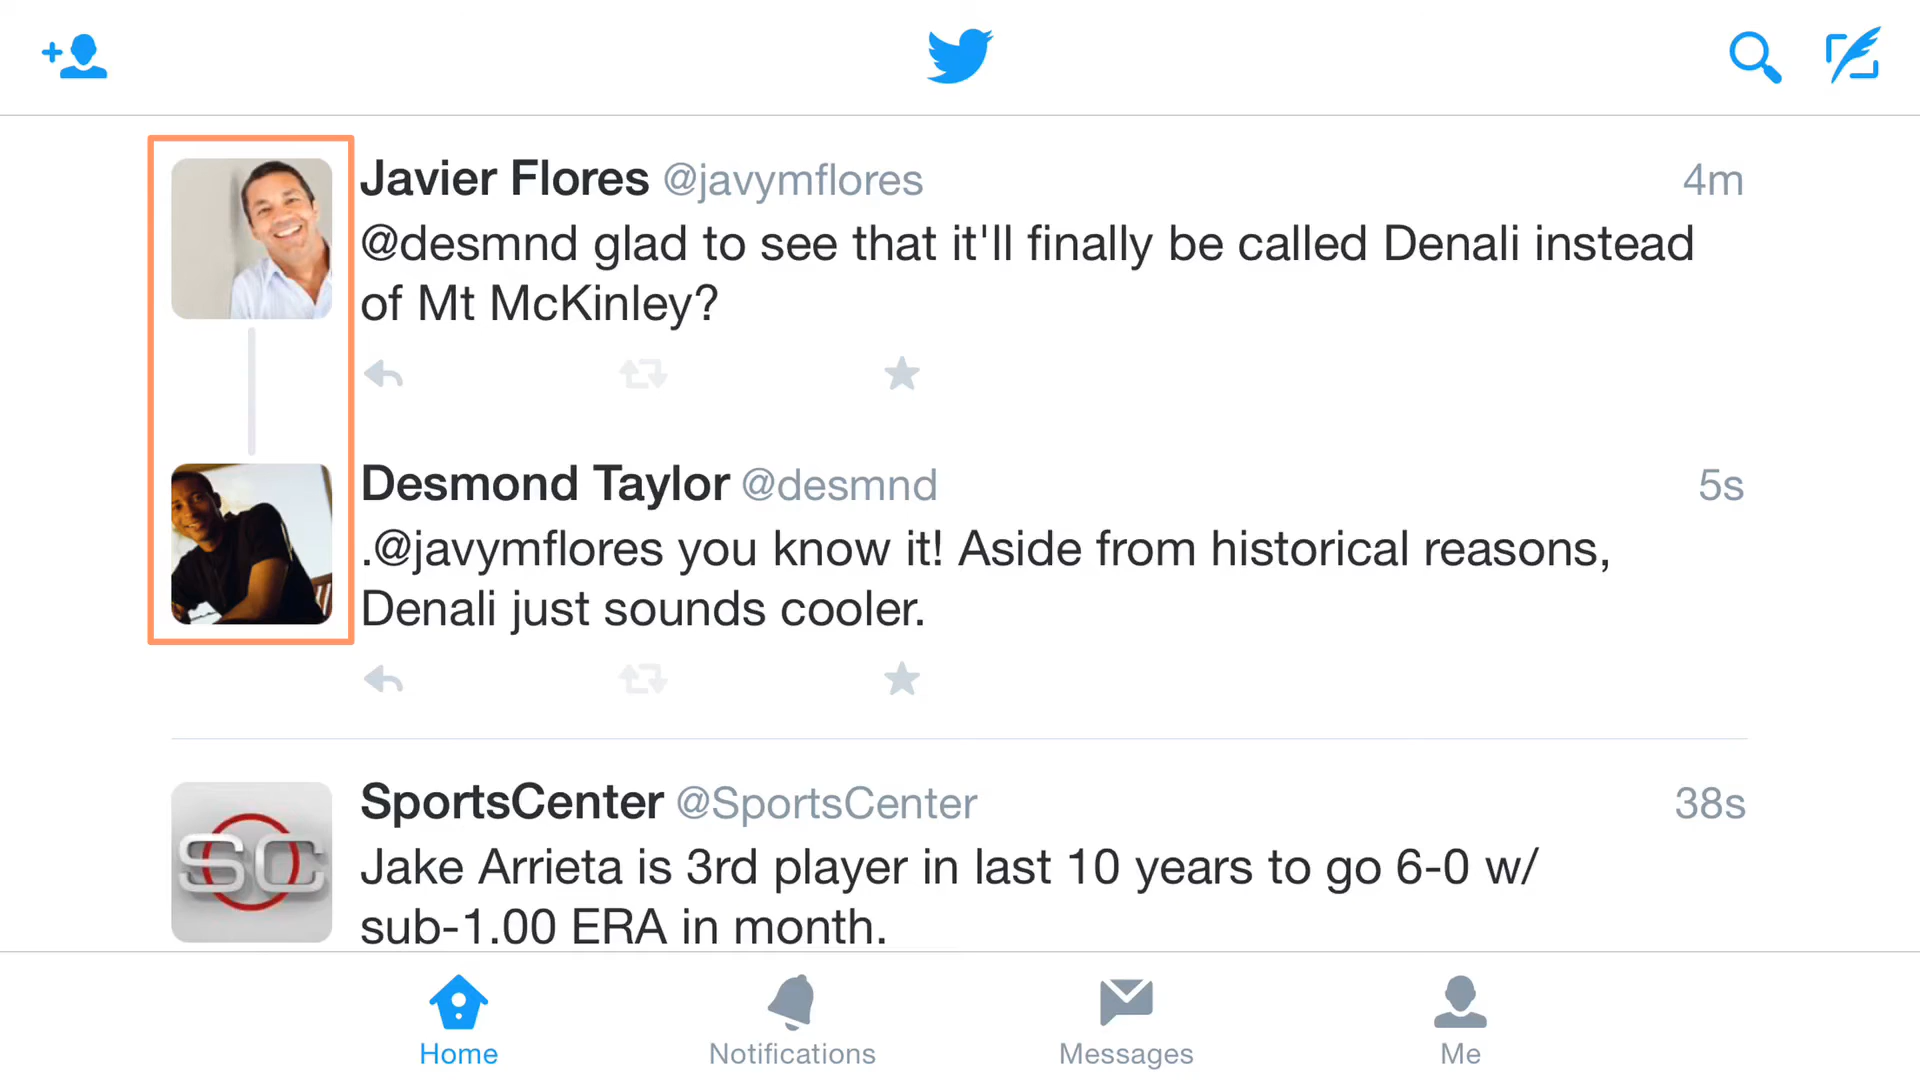 Javier Flores @javymflores 4m
@desmnd glad to see that it'll finally be called Denali instead
of Mt McKinley?
Desmond Taylor @desmnd 5s
.@javymflores you know it! Aside from historical reasons,
Denali just sounds cooler.
SC
SportsCenter @SportsCenter 38s
Jake Arrieta is 3rd player in last 10 years to go 6-0 w/
sub-1.00 ERA in month.
Home Notifications Messages Me